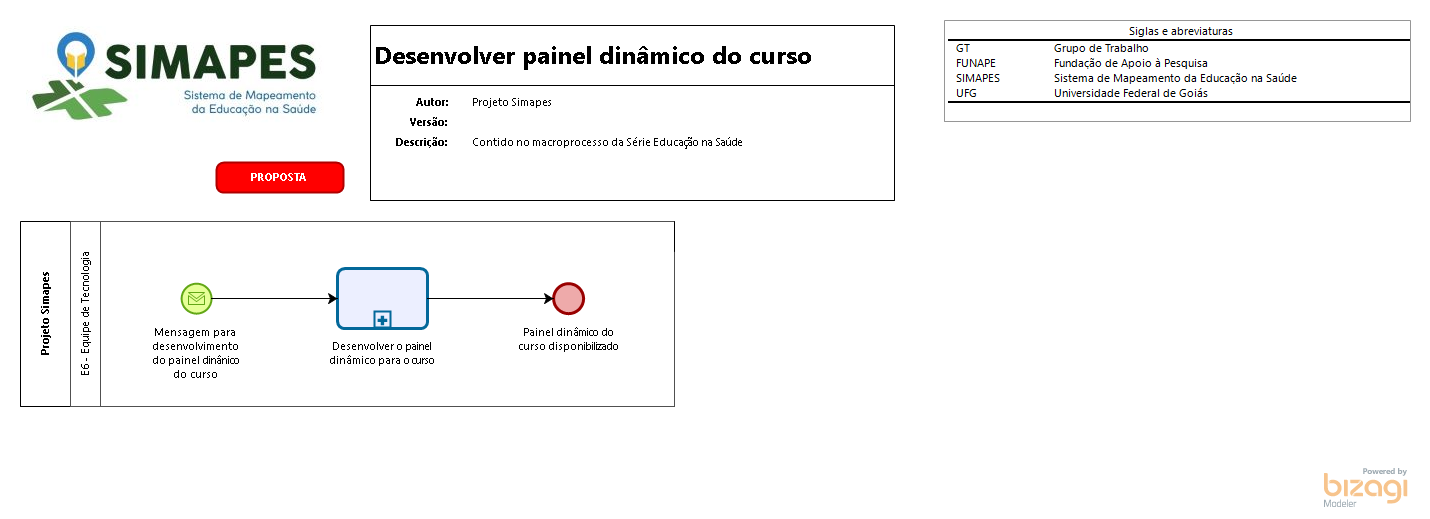 SIMAPES
Sistema de Mapeamento
da Educação na Saúde
PROPOSTA
Desenvolver painel dinâmico do curso
Autor: Projeto Simapes
Versão:
Descrição: Contido no macroprocesso da Série Educação na Saúde
Siglas e abreviaturas
GT Grupo de Trabalho
FUNAPE Fundação de Apoio à Pesquisa
SIMAPES Sistema de Mapeamento da Educação na Saúde
UFG Universidade Federal de Goiás
Projeto Simapes
E6 - Equipe de Tecnologia
Mensagem para
desenvolvimento
do painel dinânico
do curso
Desenvolver o painel
dinâmico para o curso
Painel dinâmico do
curso disponibilizado
Powered by
bizagi
Modeler